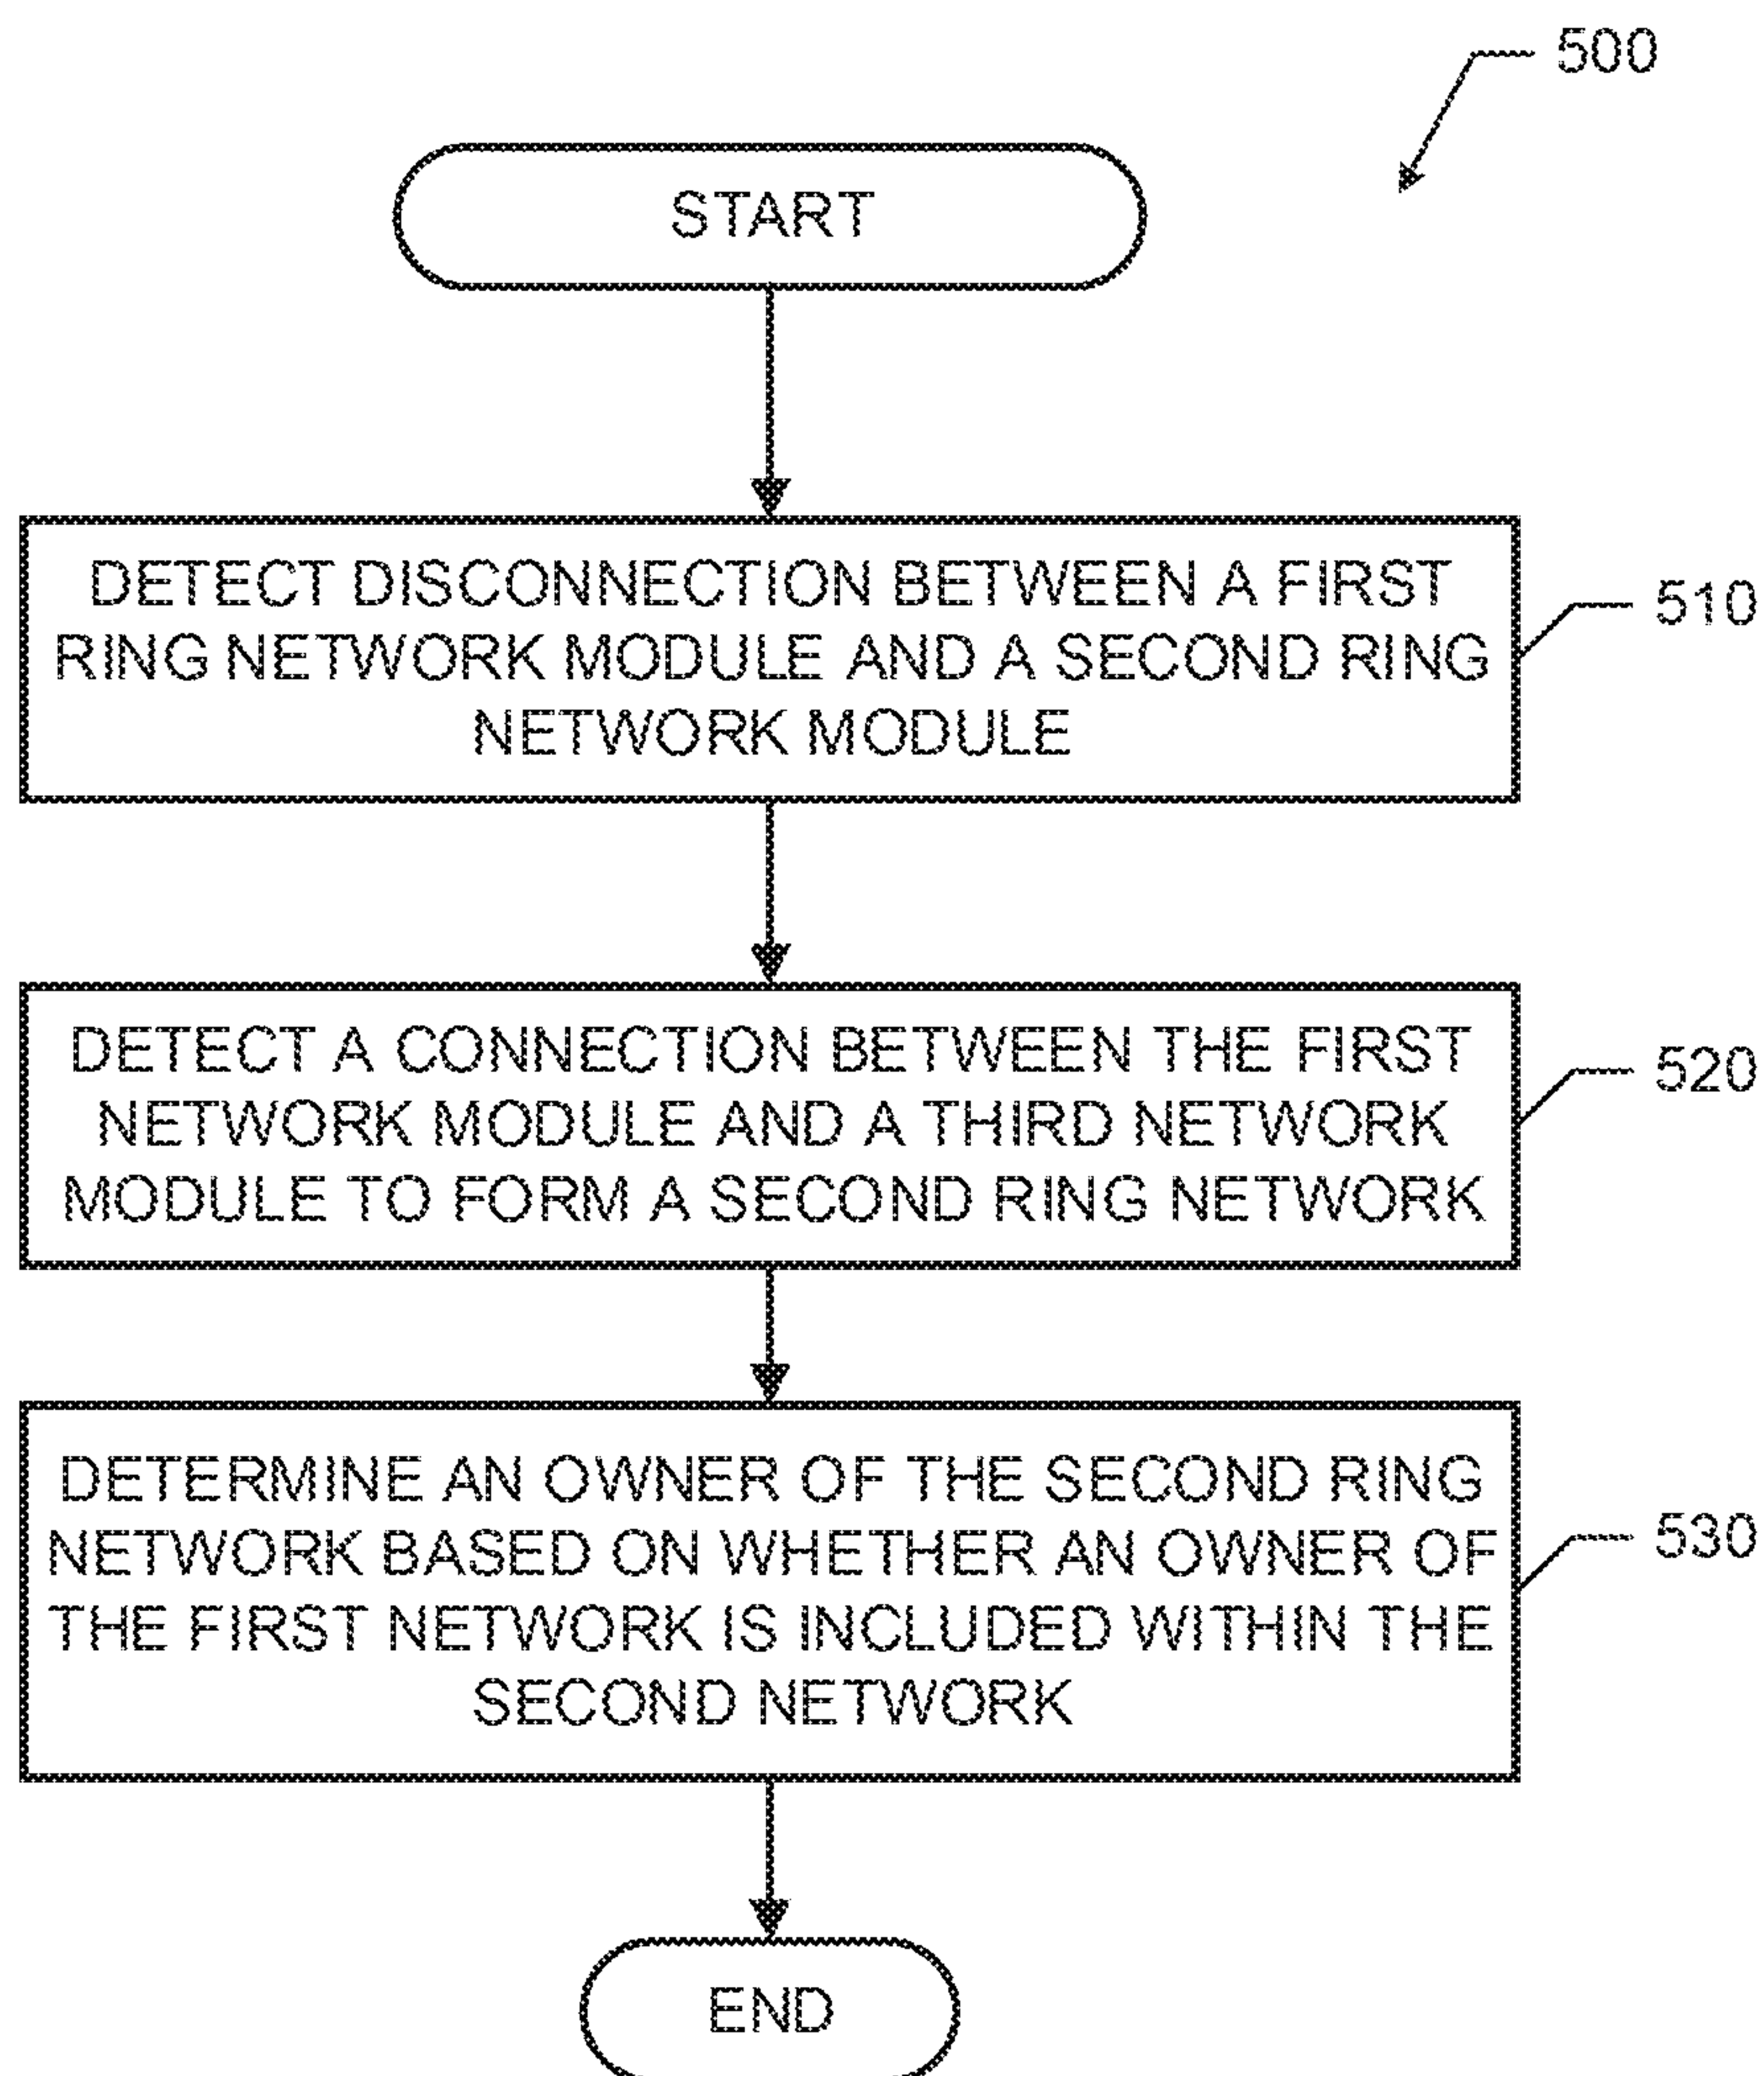 500
START
DETECT DISCONNECTION BETWEEN A FIRST
RING NETWORK MODULE AND A SECOND RING
NETWORK MODULE
510
DETECT A CONNECTION BETWEEN THE FIRST
NETWORK MODULE AND A THIRD NETWORK
MODULE TO FORM A SECOND RING NETWORK
520
DETERMINE AN OWNER OF THE SECOND RING
NETWORK BASED ON WHETHER AN OWNER OF
THE FIRST NETWORK IS INCLUDED WITHIN THE
SECOND NETWORK
530
END